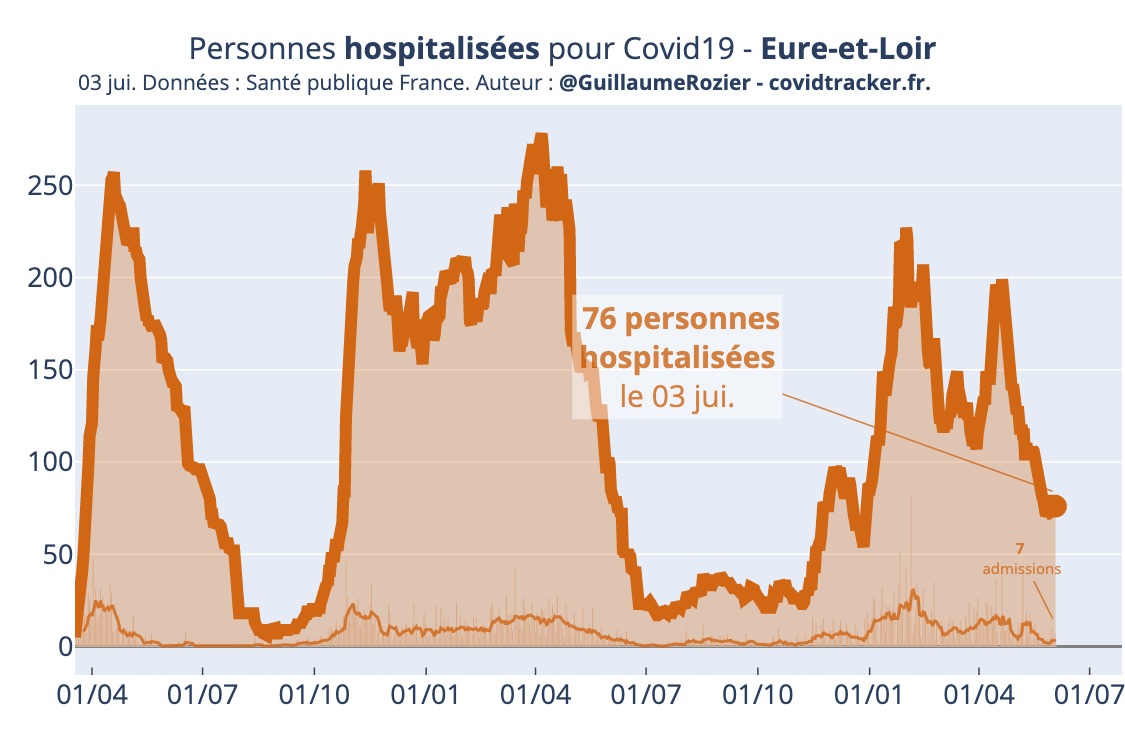 Personnes hospitalisées pour Covid19 - Eure-et-Loir
03 jui. Données : Santé publique France. Auteur : @GuillaumeRozier - covidtracker.fr.
250
200
150
100
50
0
76 personnes
hospitalisées
le 03 jui.
7
admissions
01/04 01/07 01/10 01/01 01/04 01/07 01/10 01/01 01/04 01/07